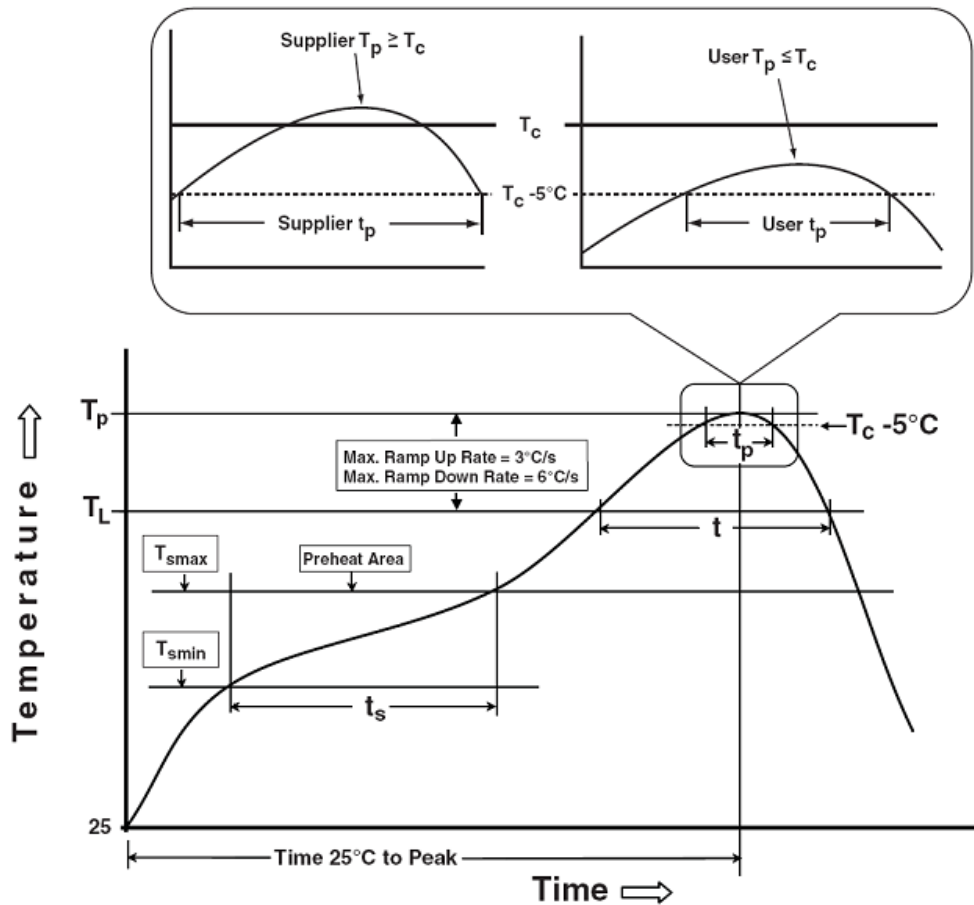 Supplier Tp ≥ Tc
User Tp ≤ Tc
Tc
Tc -5°C
Supplier tp
User tp
Tp
Tc -5°C
tp
Max. Ramp Up Rate = 3°C/s
Max. Ramp Down Rate = 6°C/s
TL
t
Tsmax
Preheat Area
Tsmin
ts
Temperature
25
Time 25°C to Peak
Time